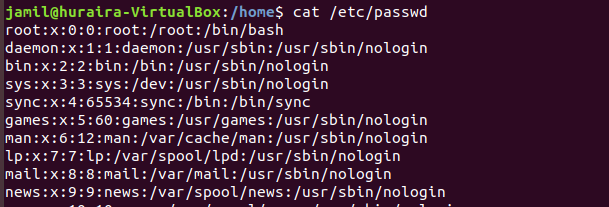 jamil@huraira-VirtualBox:/home$ cat /etc/passwd
root:x:0:0:root:/root:/bin/bash
daemon:x:1:1:daemon:/usr/sbin:/usr/sbin/nologin
bin:x:2:2:bin:/bin:/usr/sbin/nologin
sys:x:3:3:sys:/dev:/usr/sbin/nologin
sync:x:4:65534:sync:/bin:/bin/sync
games:x:5:60:games:/usr/games:/usr/sbin/nologin
man:x:6:12:man:/var/cache/man:/usr/sbin/nologin
lp:x:7:7:lp:/var/spool/lpd:/usr/sbin/nologin
mail:x:8:8:mail:/var/mail:/usr/sbin/nologin
news:x:9:9:news:/var/spool/news:/usr/sbin/nologin